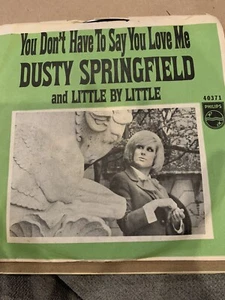 You Don't Have To Say You Love Me
DUSTY SPRINGFIELD
and LITTLE BY LITTLE
40371
PHILIPS